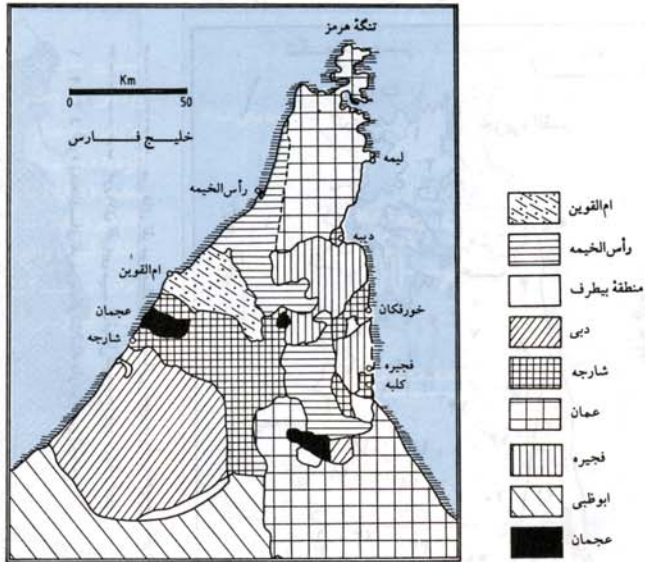 تنگهٔ هرمز
Km
0 50
خلیج فارس
لیمه
رأس الخیمه
دیبه
ام القوین
خورفکان
عجمان
شارجه
فجیره
کلبه
ام القوین
رأس الخیمه
منطقهٔ بیطرف
دبی
شارجه
عمان
فجیره
ابوظبی
عجمان